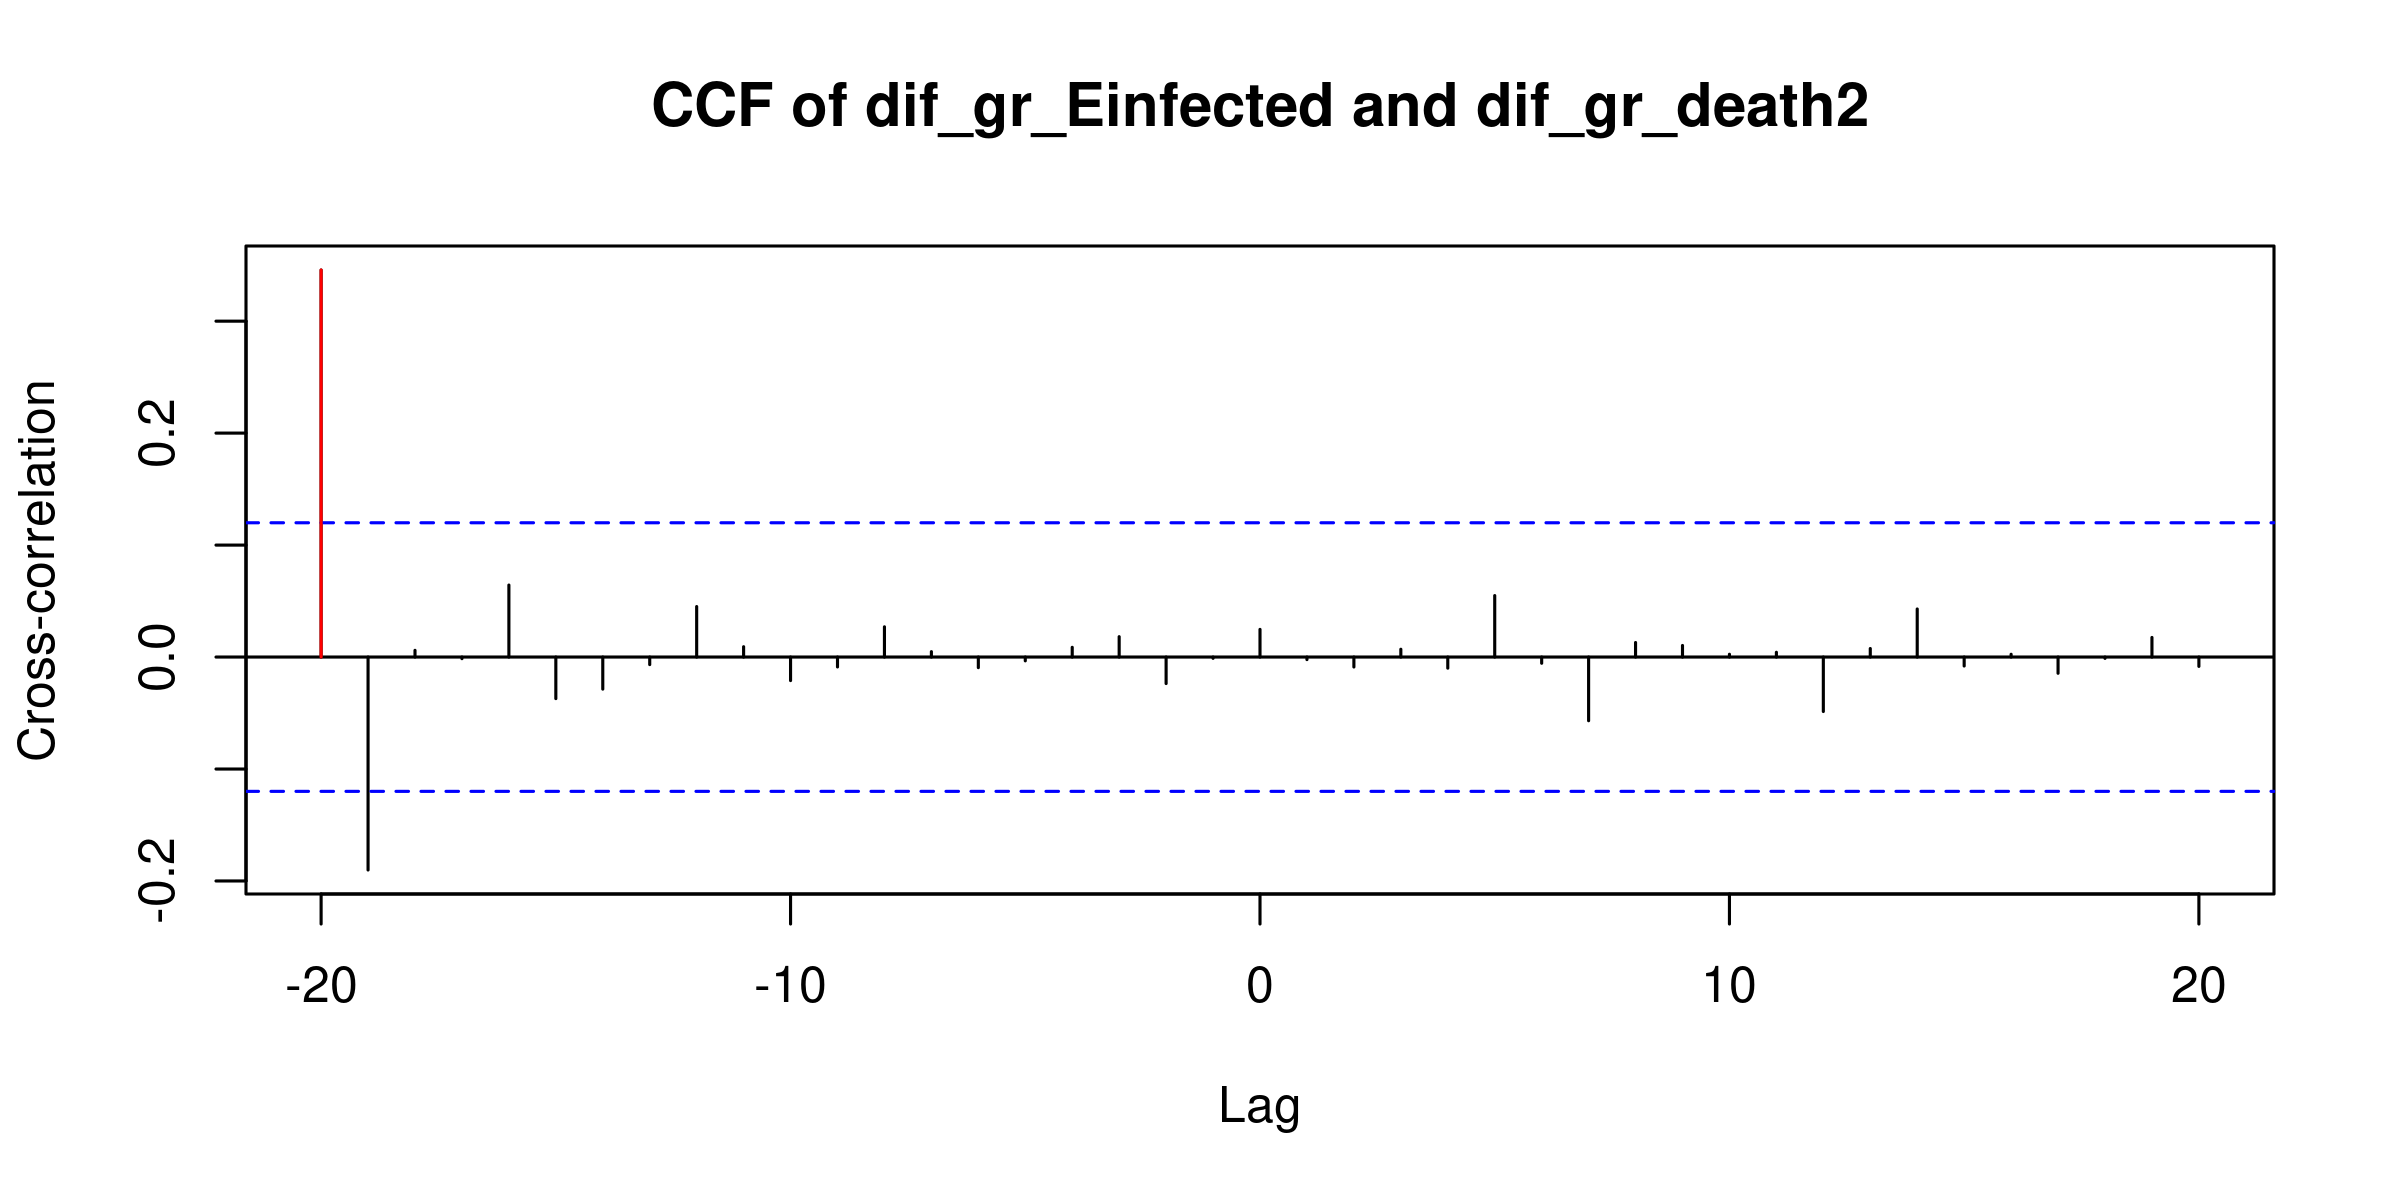 CCF of dif_gr_Einfected and dif_gr_death2
Cross-correlation
0.2
0.0
-0.2
-20 -10 0 10 20
Lag